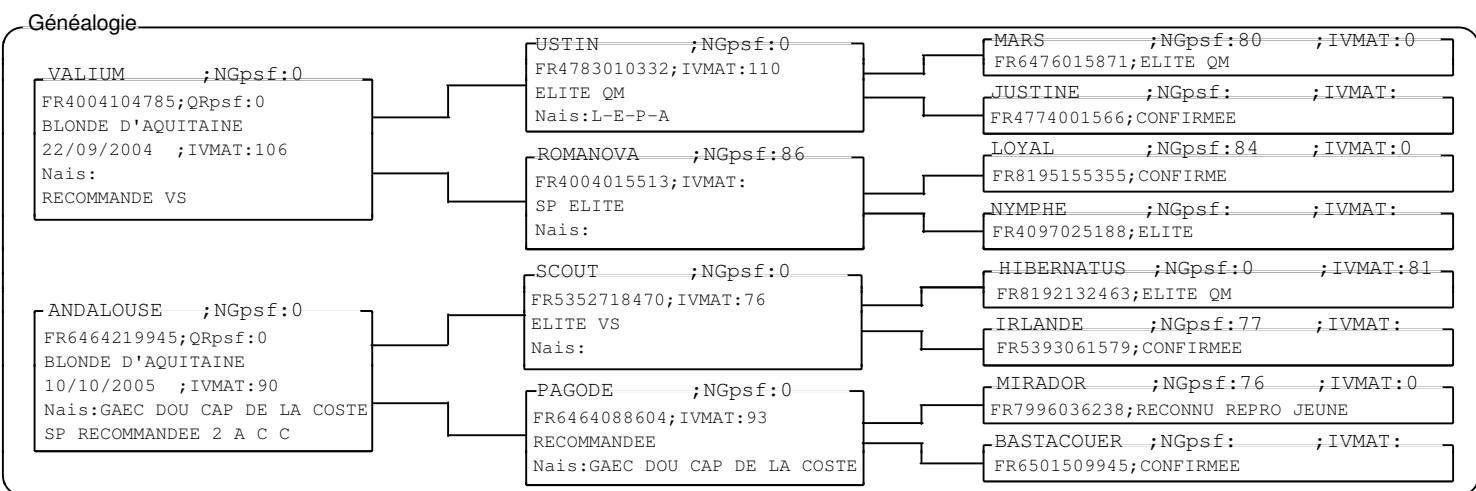 Généalogie
VALIUM ;NGpsf:0
FR4004104785;QRpsf:0
BLONDE D'AQUITAINE
22/09/2004 ;IVMAT:106
Nais:
RECOMMANDE VS
ANDALOUSE ;NGpsf:0
FR6464219945;QRpsf:0
BLONDE D'AQUITAINE
10/10/2005 ;IVMAT:90
Nais:GAEC DOU CAP DE LA COSTE
SP RECOMMANDEE 2 A C C
USTIN ;NGpsf:0
FR4783010332;IVMAT:110
ELITE QM
Nais:L-E-P-A
ROMANOVA ;NGpsf:86
FR4004015513;IVMAT:
SP ELITE
Nais:
SCOUT ;NGpsf:0
FR5352718470;IVMAT:76
ELITE VS
Nais:
PAGODE ;NGpsf:0
FR6464088604;IVMAT:93
RECOMMANDEE
Nais:GAEC DOU CAP DE LA COSTE
MARS ;NGpsf:80 ;IVMAT:0
FR6476015871;ELITE QM
JUSTINE ;NGpsf: ;IVMAT:
FR4774001566;CONFIRMEE
LOYAL ;NGpsf:84 ;IVMAT:0
FR8195155355;CONFIRME
NYMPHE ;NGpsf: ;IVMAT:
FR4097025188;ELITE
HIBERNATUS ;NGpsf:0 ;IVMAT:81
FR8192132463;ELITE QM
IRLANDE ;NGpsf:77 ;IVMAT:
FR5393061579;CONFIRMEE
MIRADOR ;NGpsf:76 ;IVMAT:0
FR7996036238;RECONNU REPRO JEUNE
BASTACOUER ;NGpsf: ;IVMAT:
FR6501509945;CONFIRMEE